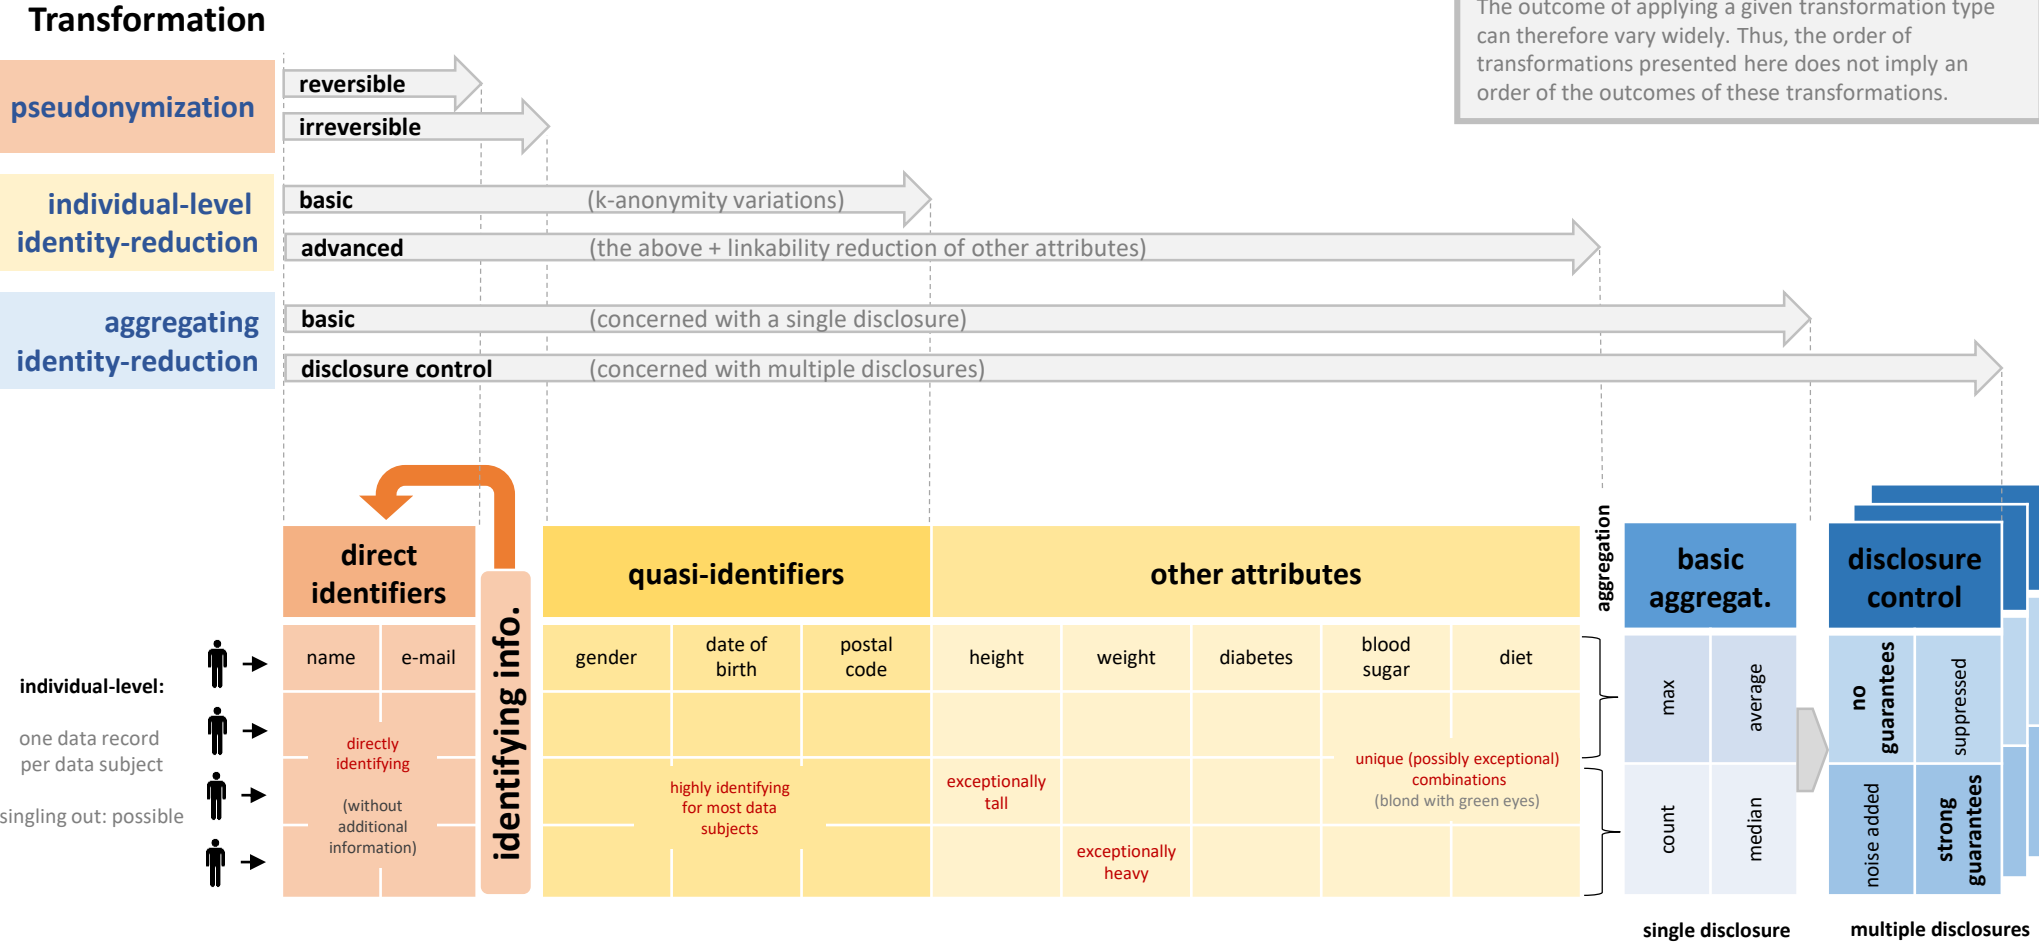 Transformation
The outcome of applying a given transformation type
can therefore vary widely. Thus, the order of
transformations presented here does not imply an
order of the outcomes of these transformations.
pseudonymization
reversible
irreversible
individual-level
identity-reduction
basic (k-anonymity variations)
advanced (the above + linkability reduction of other attributes)
aggregating
identity-reduction
basic (concerned with a single disclosure)
disclosure control (concerned with multiple disclosures)
direct
identifiers
identifying info.
quasi-identifiers
other attributes
aggregation
basic
aggregat.
disclosure
control
name
e-mail
gender
date of
birth
postal
code
height
weight
diabetes
blood
sugar
diet
individual-level:
one data record
per data subject
singling out: possible
directly
identifying
(without
additional
information)
highly identifying
for most data
subjects
exceptionally
tall
exceptionally
heavy
unique (possibly exceptional)
combinations
(blond with green eyes)
max
average
count
median
no
guarantees
suppressed
noise added
strong
guarantees
single disclosure
multiple disclosures